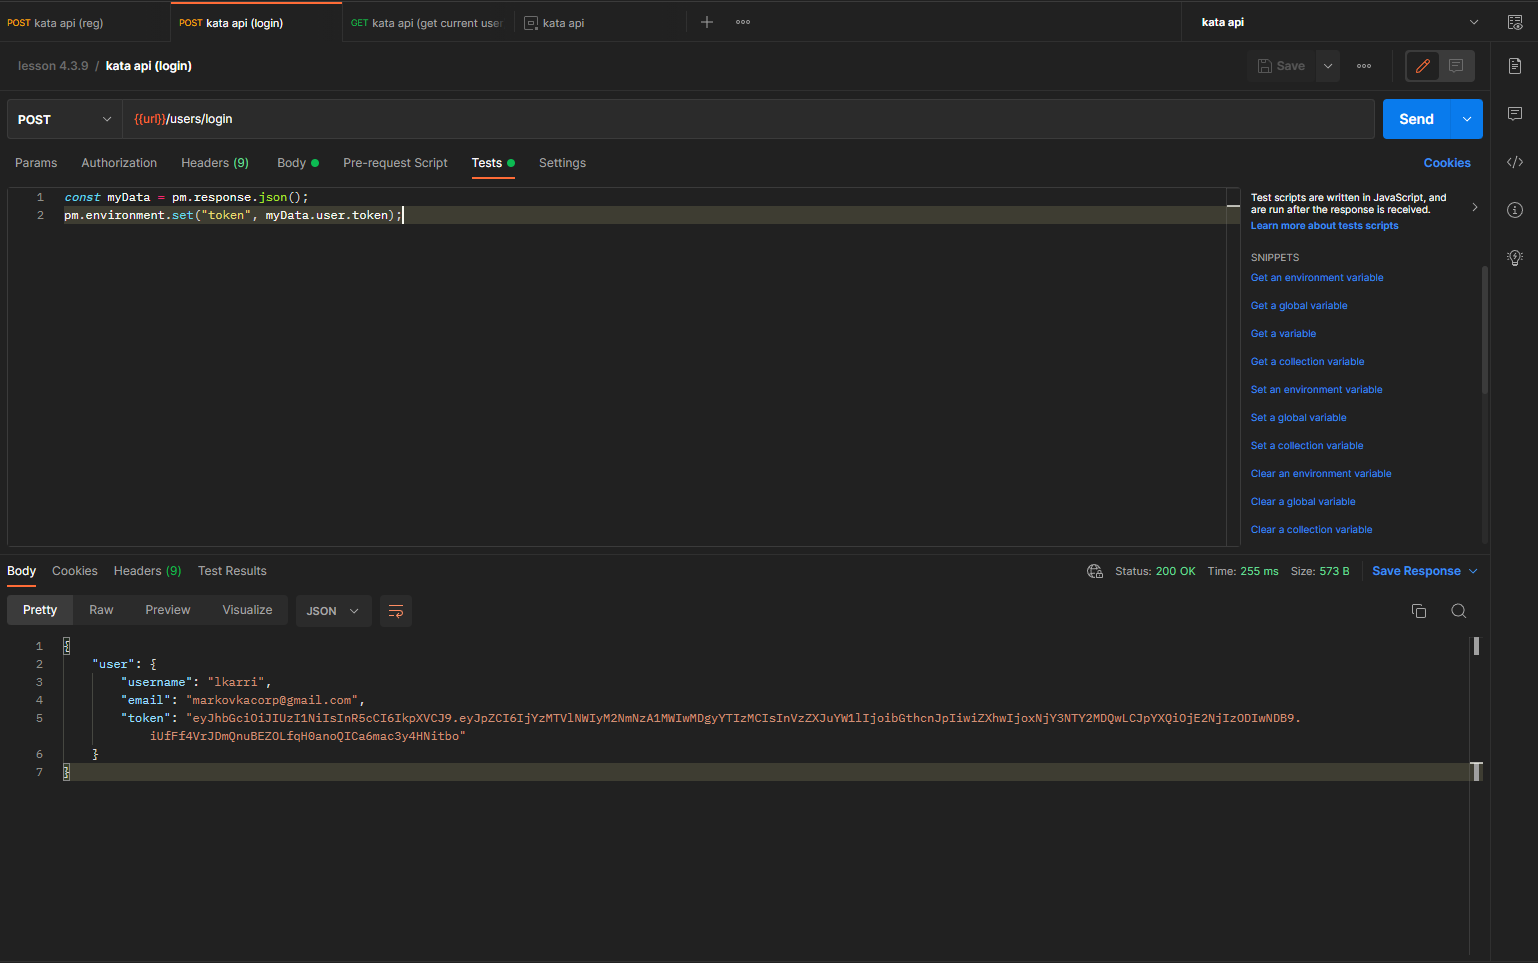 POST kata api (reg)
POST kata api (login)
GET kata api (get current user
kata api
kata api
lesson 4.3.9 / kata api (login)
Save
POST
{{url}}/users/login
Send
Params Authorization Headers (9) Body Pre-request Script Tests Settings
Cookies
1 const myData = pm.response.json();
2 pm.environment.set("token", myData.user.token);
Test scripts are written in JavaScript, and
are run after the response is received.
Learn more about tests scripts
SNIPPETS
Get an environment variable
Get a global variable
Get a variable
Get a collection variable
Set an environment variable
Set a global variable
Set a collection variable
Clear an environment variable
Clear a global variable
Clear a collection variable
Body Cookies Headers (9) Test Results
Status: 200 OK Time: 255 ms Size: 573 B Save Response
Pretty Raw Preview Visualize JSON
1 {
2 "user": {
3 "username": "lkarri",
4 "email": "markovkacorp@gmail.com",
5 "token": "eyJhbGciOiJIUzI1NiIsInR5cCI6IkpXVCJ9.eyJpZCI6IjYzMTVlNWIyM2NmNzA1MWIwMDgyYTIzMCIsInVzZXJuYW1lIjoibGthcnJpIiwiZXhwIjoxNjY3NTY2MDQwLCJpYXQiOjE2NjIzODIwNDB9.
iUfFf4VrJDmQnuBEZOLfqH0anoQICa6mac3y4HNitbo"
6 }
7 }